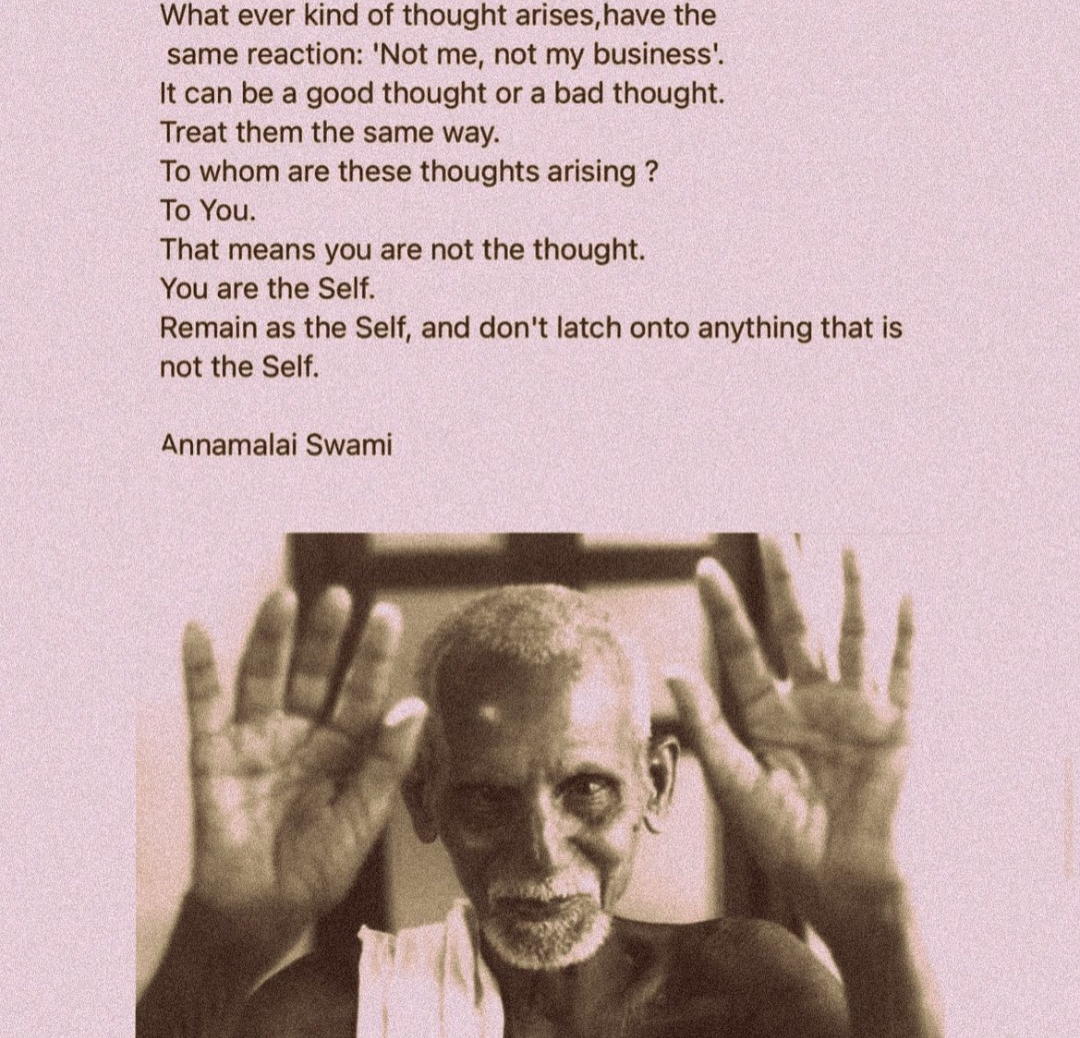 What ever kind of thought arises,have the
same reaction: 'Not me, not my business'.
It can be a good thought or a bad thought.
Treat them the same way.
To whom are these thoughts arising ?
To You.
That means you are not the thought.
You are the Self.
Remain as the Self, and don't latch onto anything that is
not the Self.
Annamalai Swami